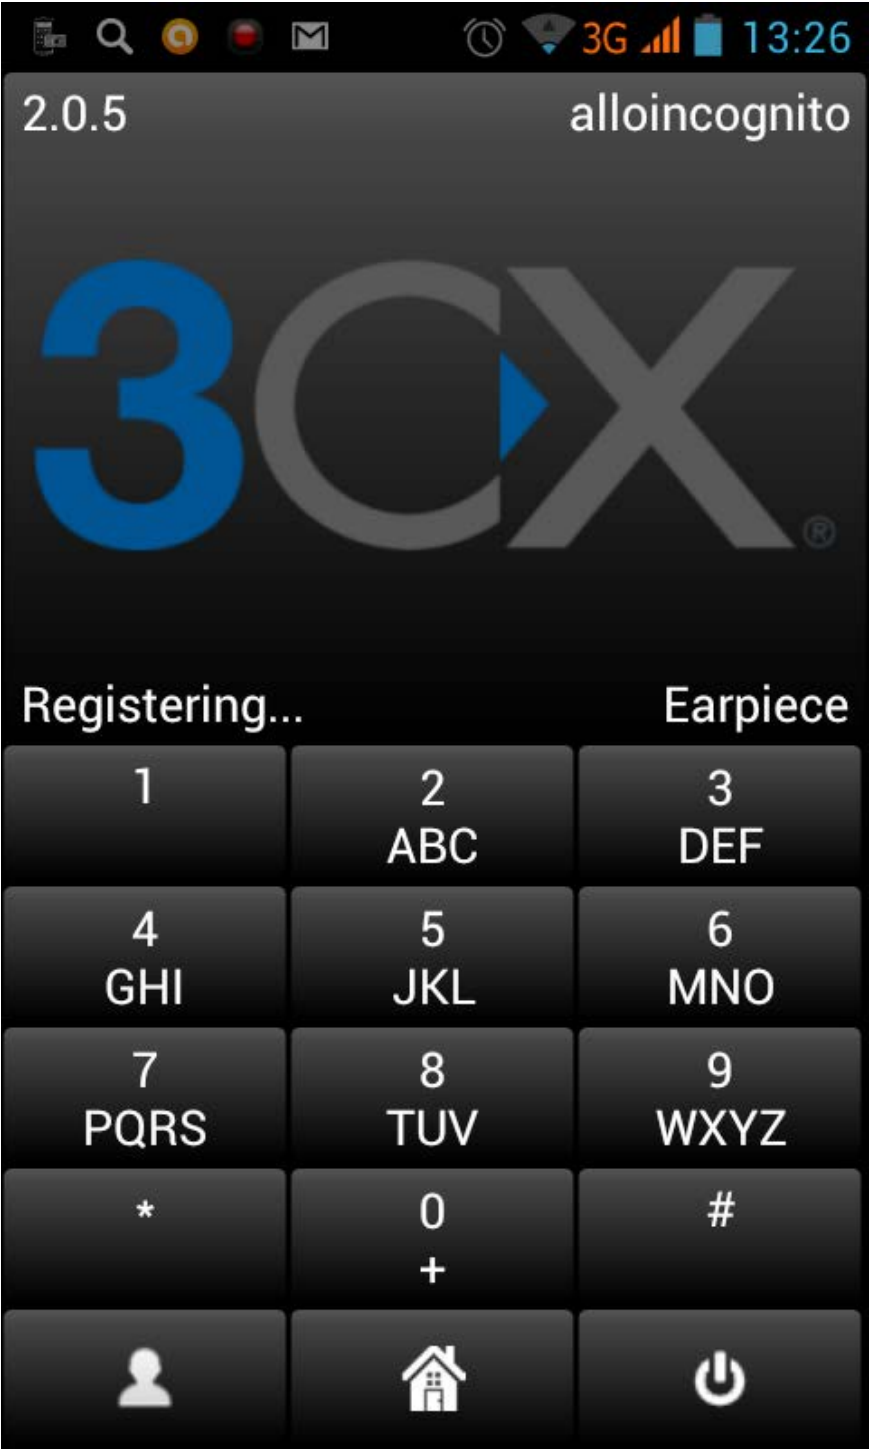 3G 13:26
2.0.5 alloincognito
3CX®
Registering... Earpiece
1 2 3
ABC DEF
4 5 6
GHI JKL MNO
7 8 9
PQRS TUV WXYZ
* 0 #
+